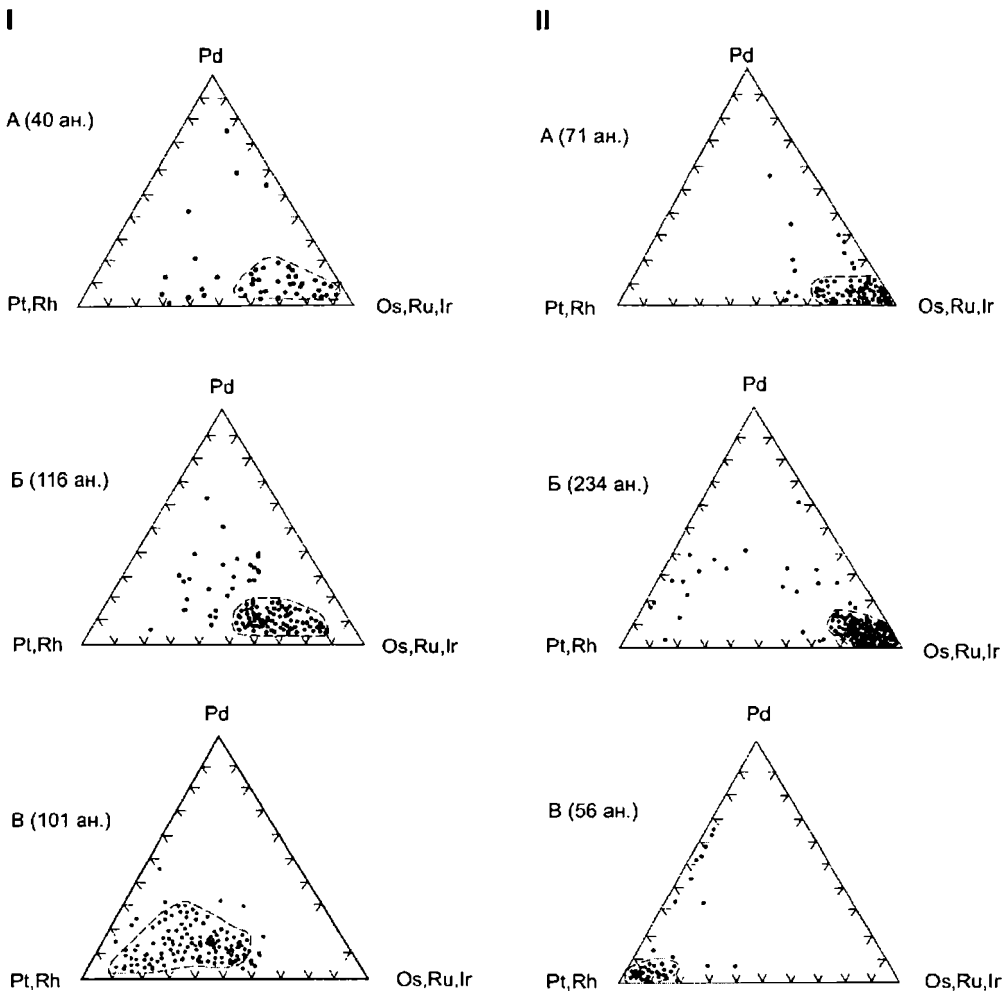 I
II
Pd
Pd
А (40 ан.)
А (71 ан.)
Pt,Rh
Os,Ru,Ir
Pt,Rh
Os,Ru,Ir
Pd
Pd
Б (116 ан.)
Б (234 ан.)
Pt,Rh
Os,Ru,Ir
Pt,Rh
Os,Ru,Ir
Pd
Pd
В (101 ан.)
В (56 ан.)
Pt,Rh
Os,Ru,Ir
Pt,Rh
Os,Ru,Ir